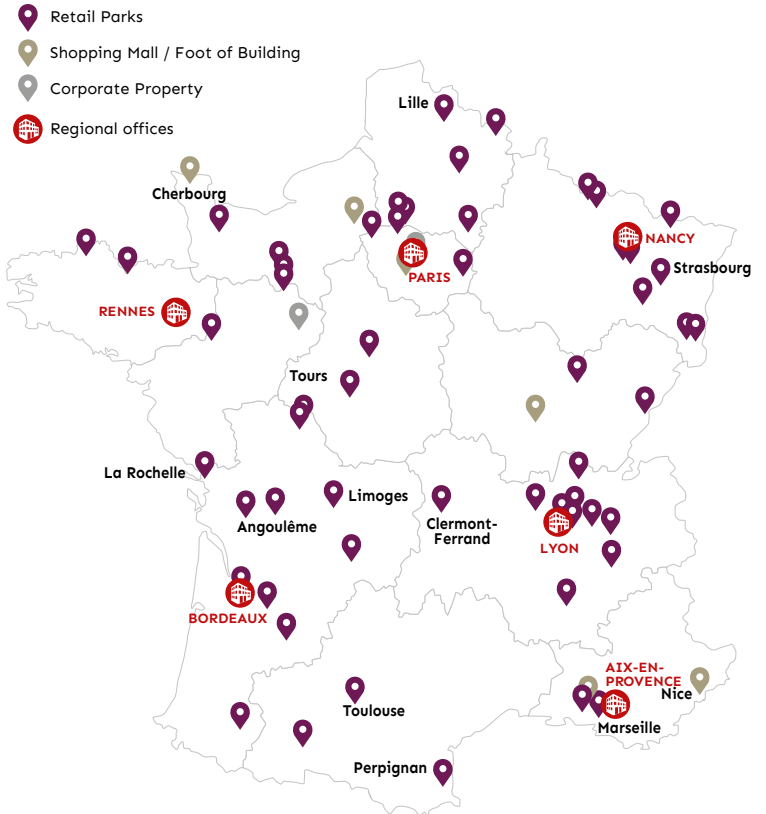 Retail Parks
Shopping Mall / Foot of Building
Corporate Property
Regional offices
Lille
Cherbourg
NANCY
Strasbourg
PARIS
RENNES
Tours
La Rochelle
Limoges
Angoulême
Clermont-
Ferrand
LYON
BORDEAUX
AIX-EN-
PROVENCE
Nice
Toulouse
Marseille
Perpignan